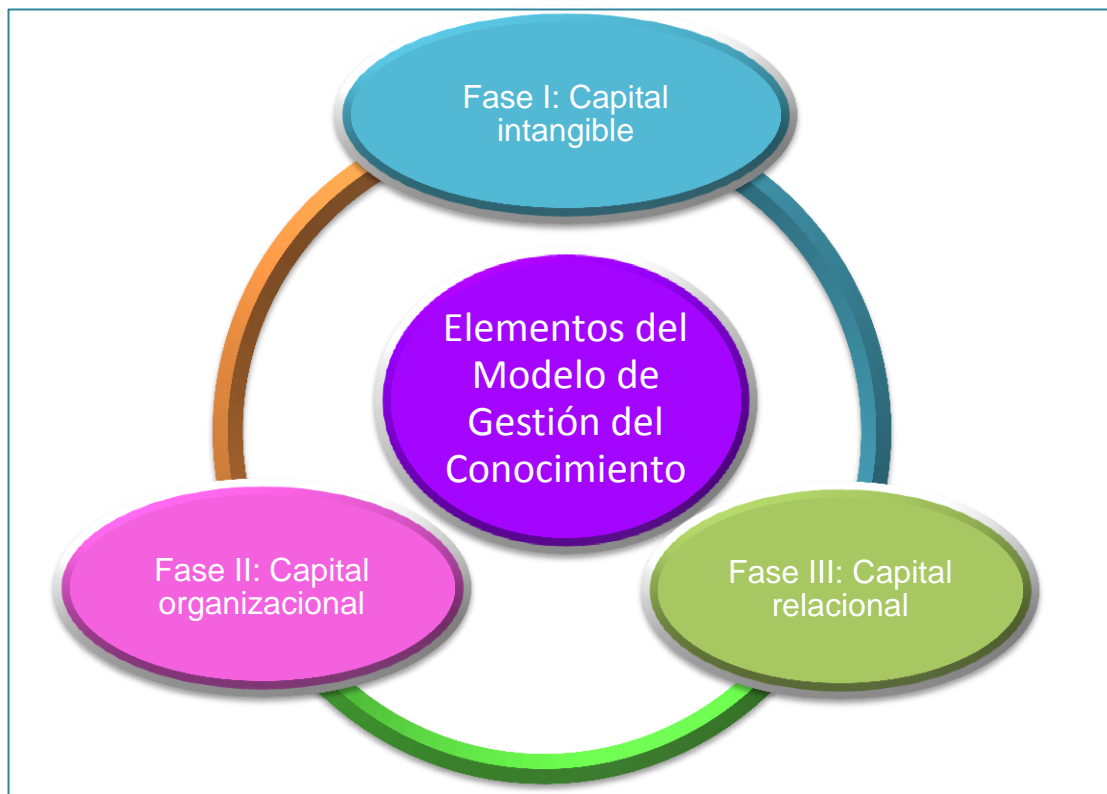 Fase I: Capital
intangible
Elementos del
Modelo de
Gestión del
Conocimiento
Fase II: Capital
organizacional
Fase III: Capital
relacional